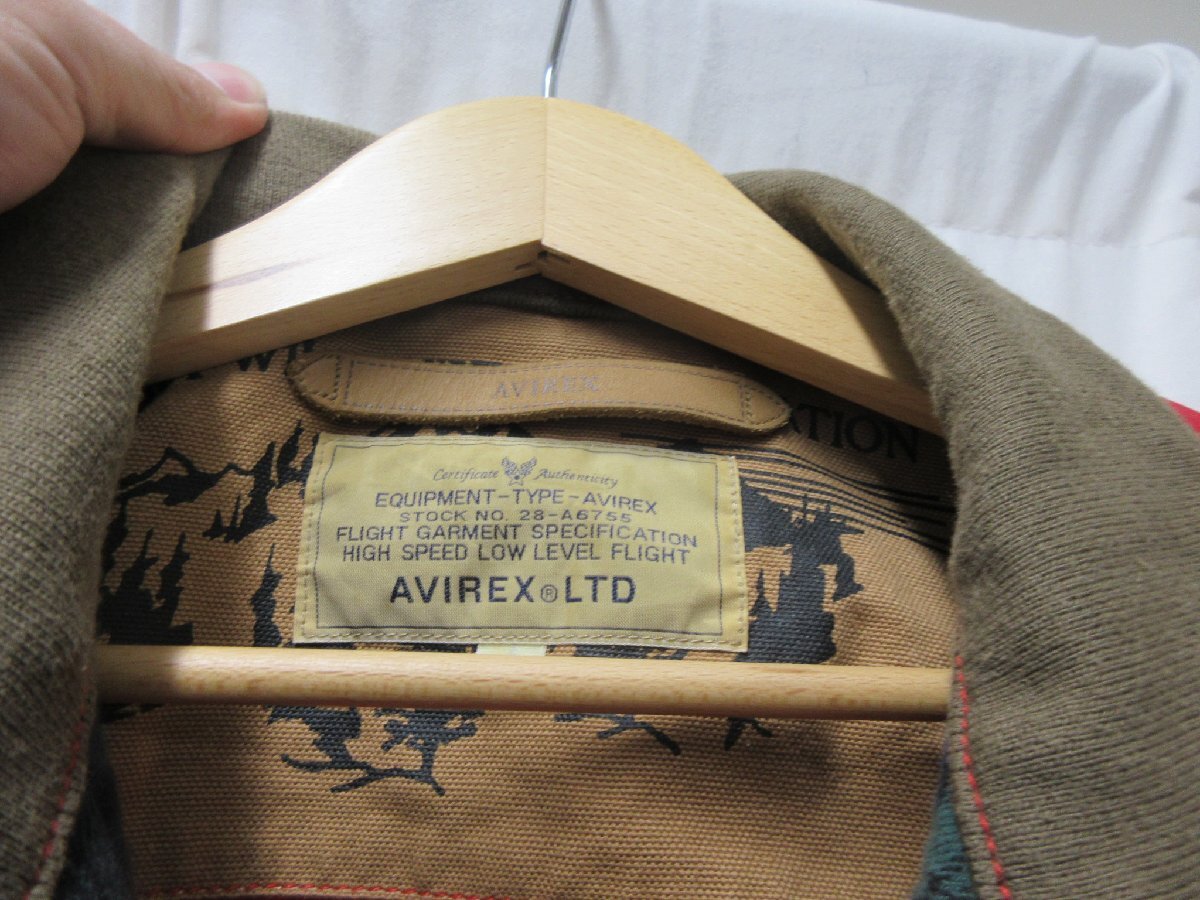 AVIREX
ATION
Certificate Authenticity
EQUIPMENT-TYPE-AVIREX
STOCK NO. 28-A6755
FLIGHT GARMENT SPECIFICATION
HIGH SPEED LOW LEVEL FLIGHT
AVIREX® LTD